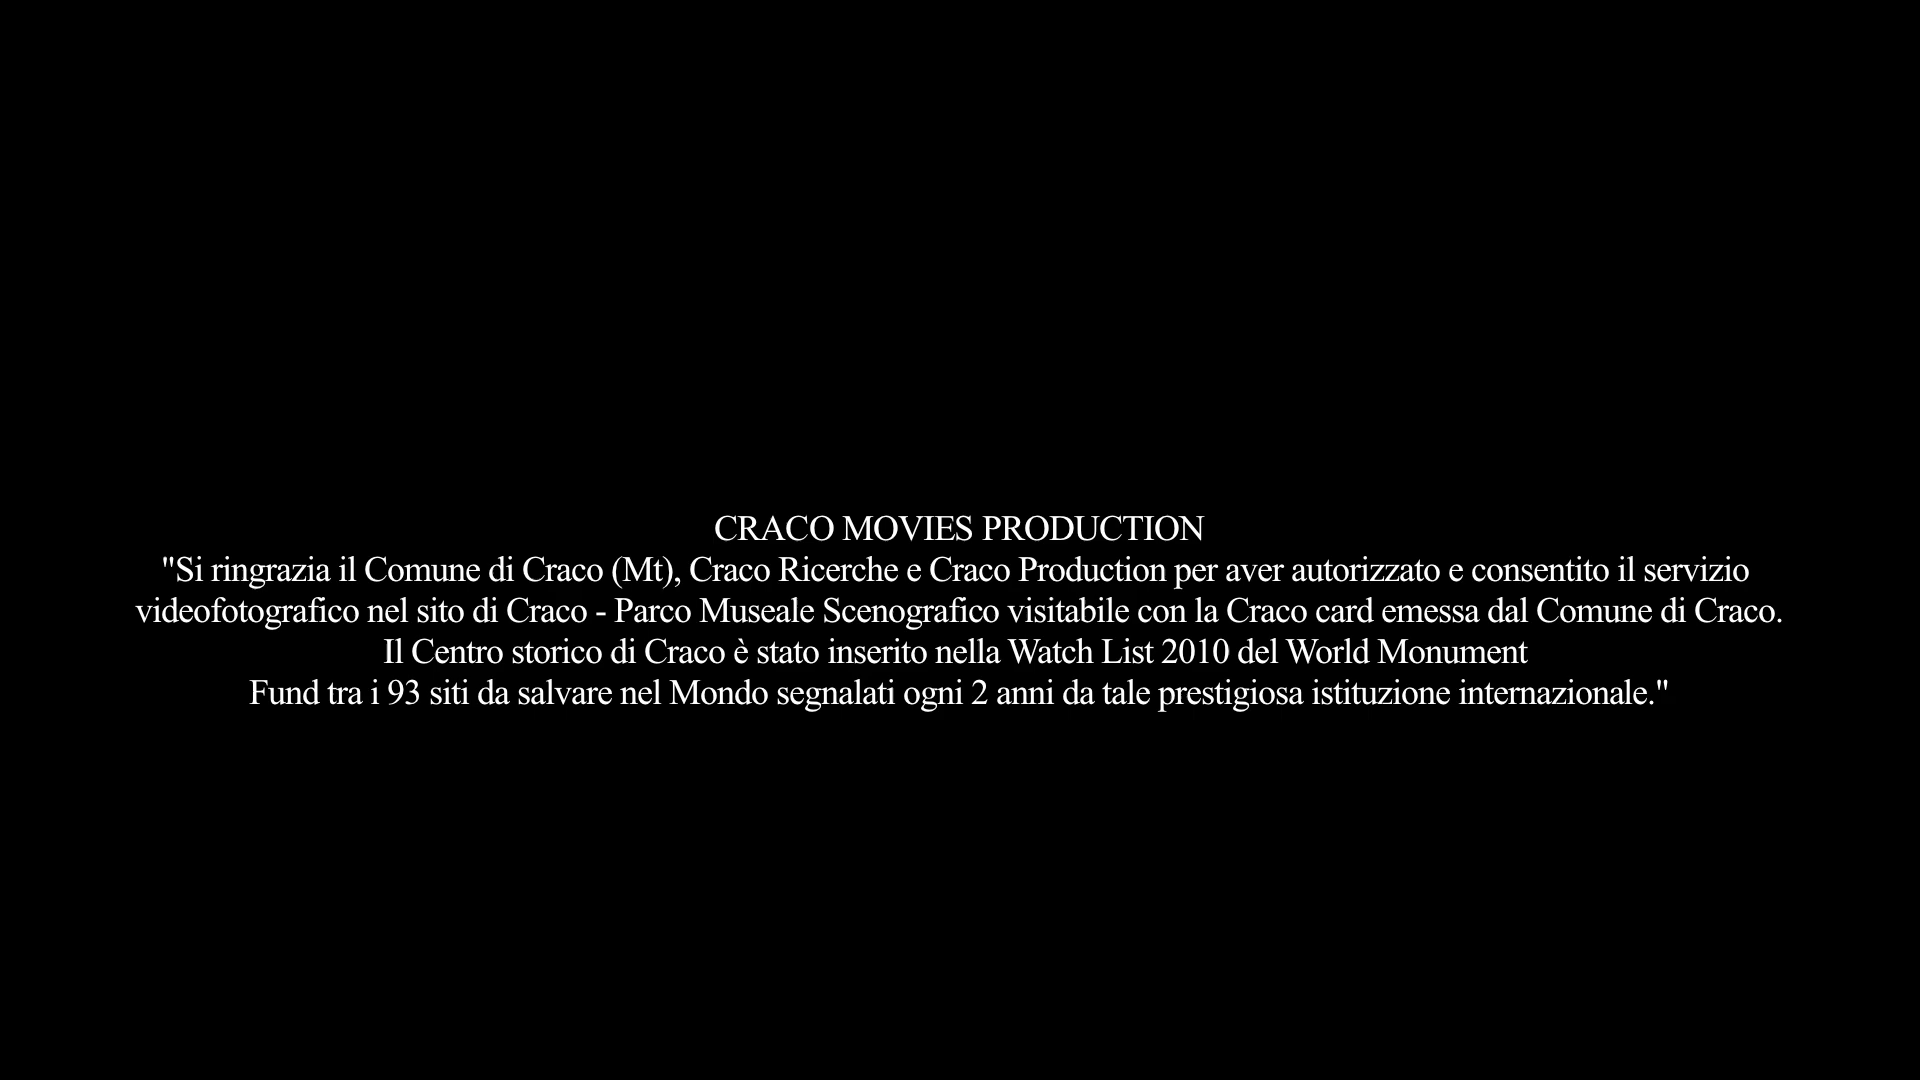 CRACO MOVIES PRODUCTION
"Si ringrazia il Comune di Craco (Mt), Craco Ricerche e Craco Production per aver autorizzato e consentito il servizio
videofotografico nel sito di Craco - Parco Museale Scenografico visitabile con la Craco card emessa dal Comune di Craco.
Il Centro storico di Craco è stato inserito nella Watch List 2010 del World Monument
Fund tra i 93 siti da salvare nel Mondo segnalati ogni 2 anni da tale prestigiosa istituzione internazionale."